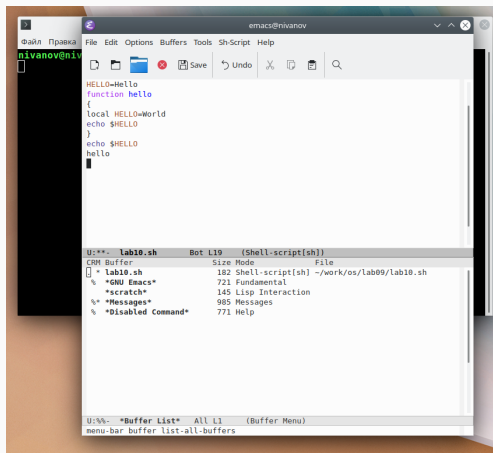 emacs@nivanov
Файл Правка
File Edit Options Buffers Tools Sh-Script Help
Save Undo
nivanov@niv
HELLO=Hello
function hello
{
local HELLO=World
echo $HELLO
}
echo $HELLO
hello
U:**- lab10.sh Bot L19 (Shell-script[sh])
CRM Buffer Size Mode File
. * lab10.sh 182 Shell-script[sh] ~/work/os/lab09/lab10.sh
% *GNU Emacs* 721 Fundamental
*scratch* 145 Lisp Interaction
%* *Messages* 985 Messages
% *Disabled Command* 771 Help
U:%%- *Buffer List* All L1 (Buffer Menu)
menu-bar buffer list-all-buffers